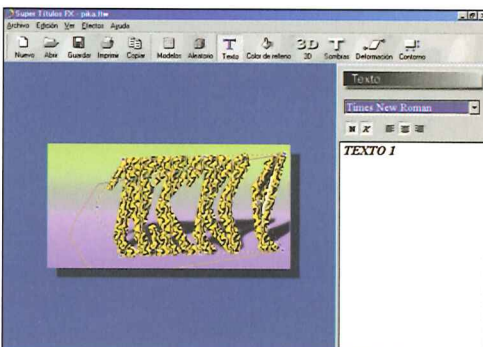 Super Títulos FX - pika.ftw
Archivo Edición Ver Efectos Ayuda
Nuevo Abrir Guardar Imprimir Copiar Modelos Aleatorio Texto Color de relleno 3D Sombras Deformación Contorno
Texto
Times New Roman
N K
TEXTO 1